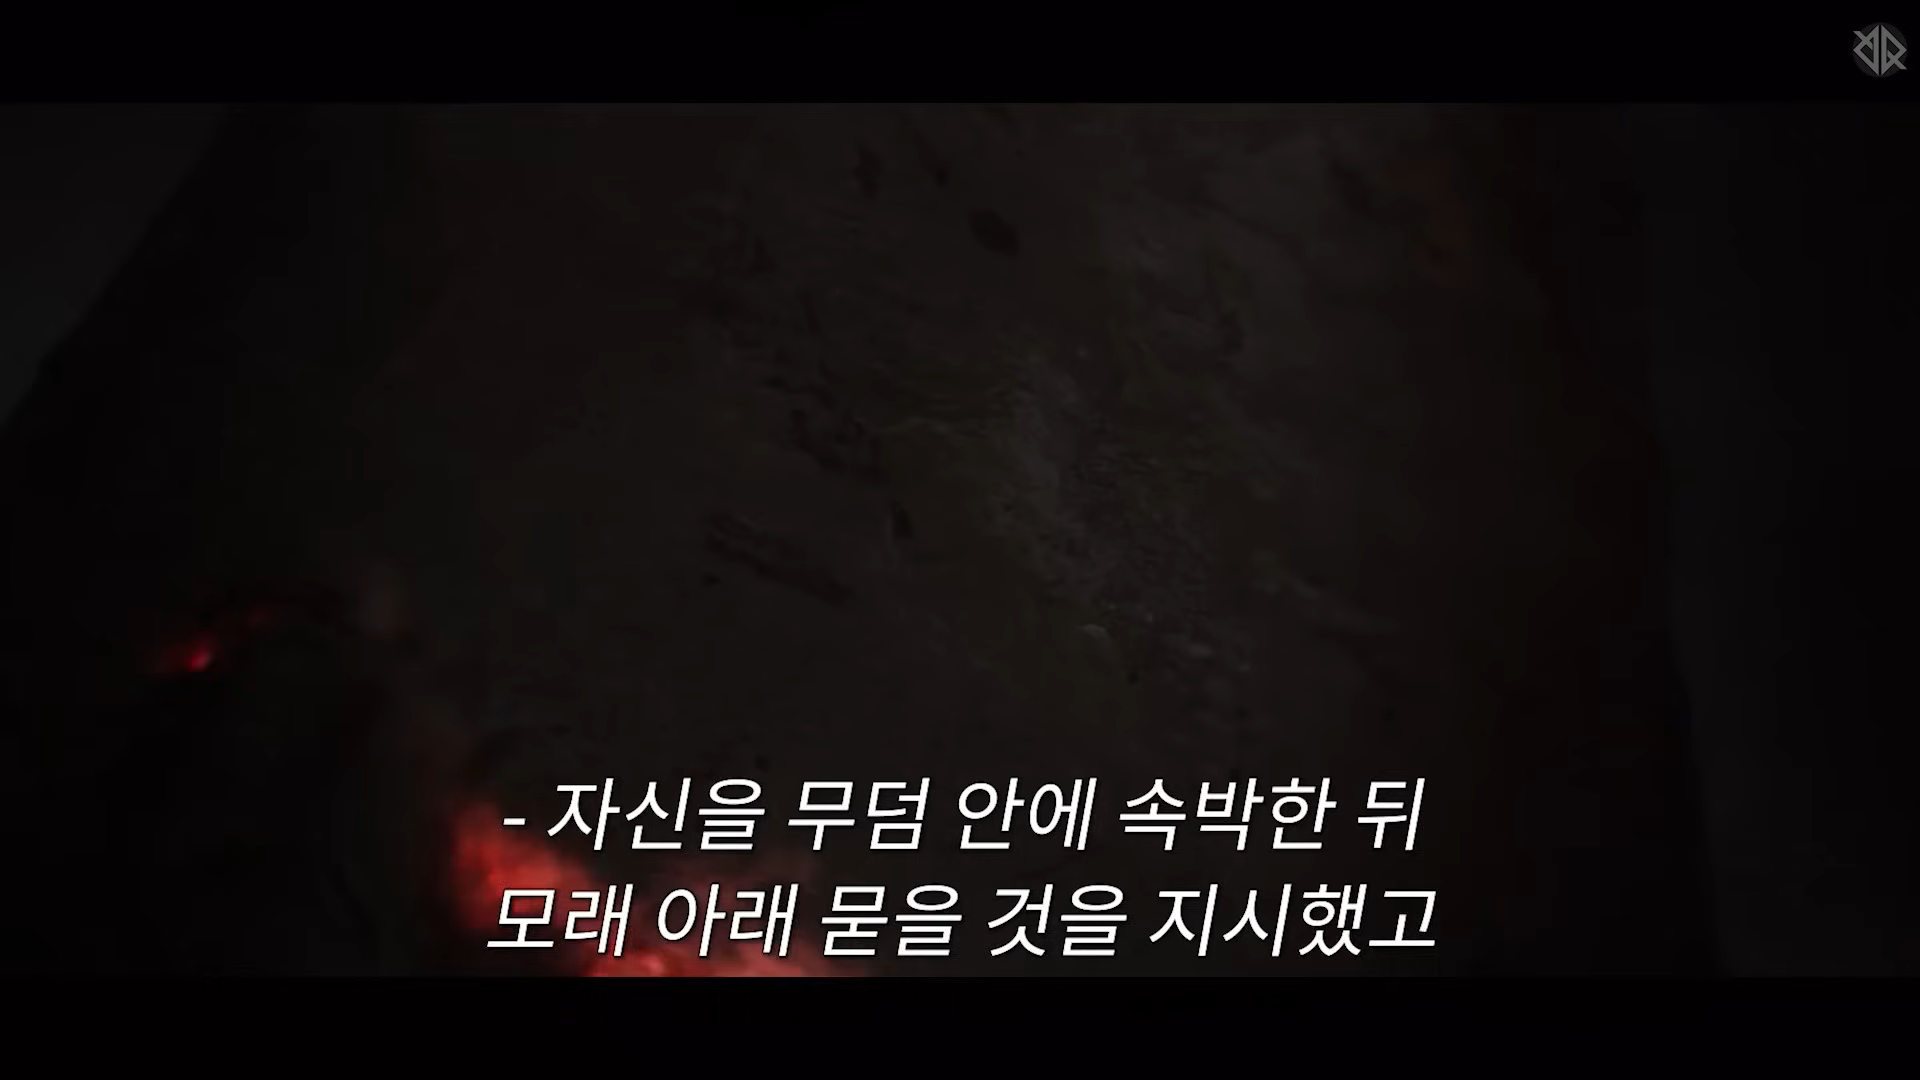 - 자신을 무덤 안에 속박한 뒤
모래 아래 묻을 것을 지시했고